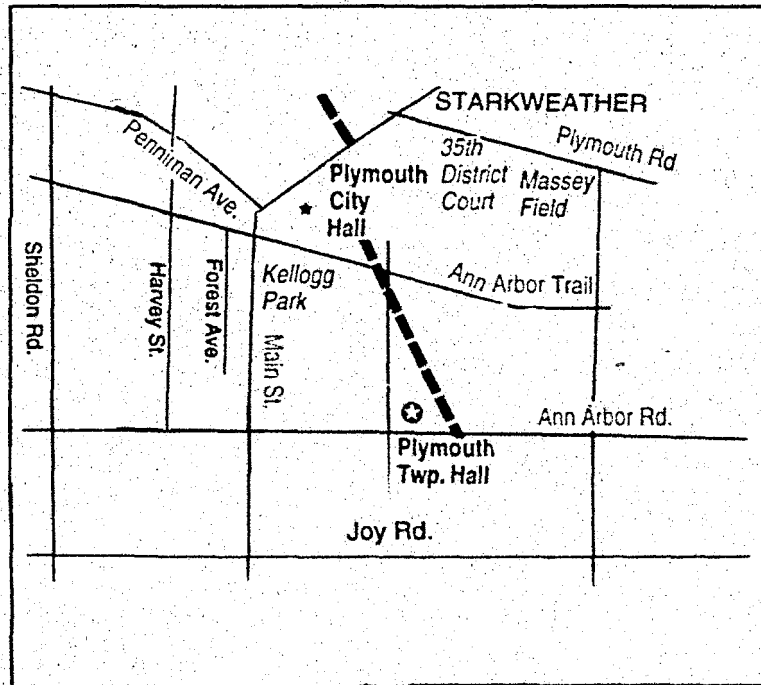 STARKWEATHER
Plymouth Rd
35th
District
Court
Massey
Field
Penniman Ave.
Plymouth
City
Hall
Sheldon Rd.
Harvey St.
Forest Ave.
Kellogg
Park
Main St.
Ann Arbor Trail
Ann Arbor Rd.
Plymouth
Twp. Hall
Joy Rd.